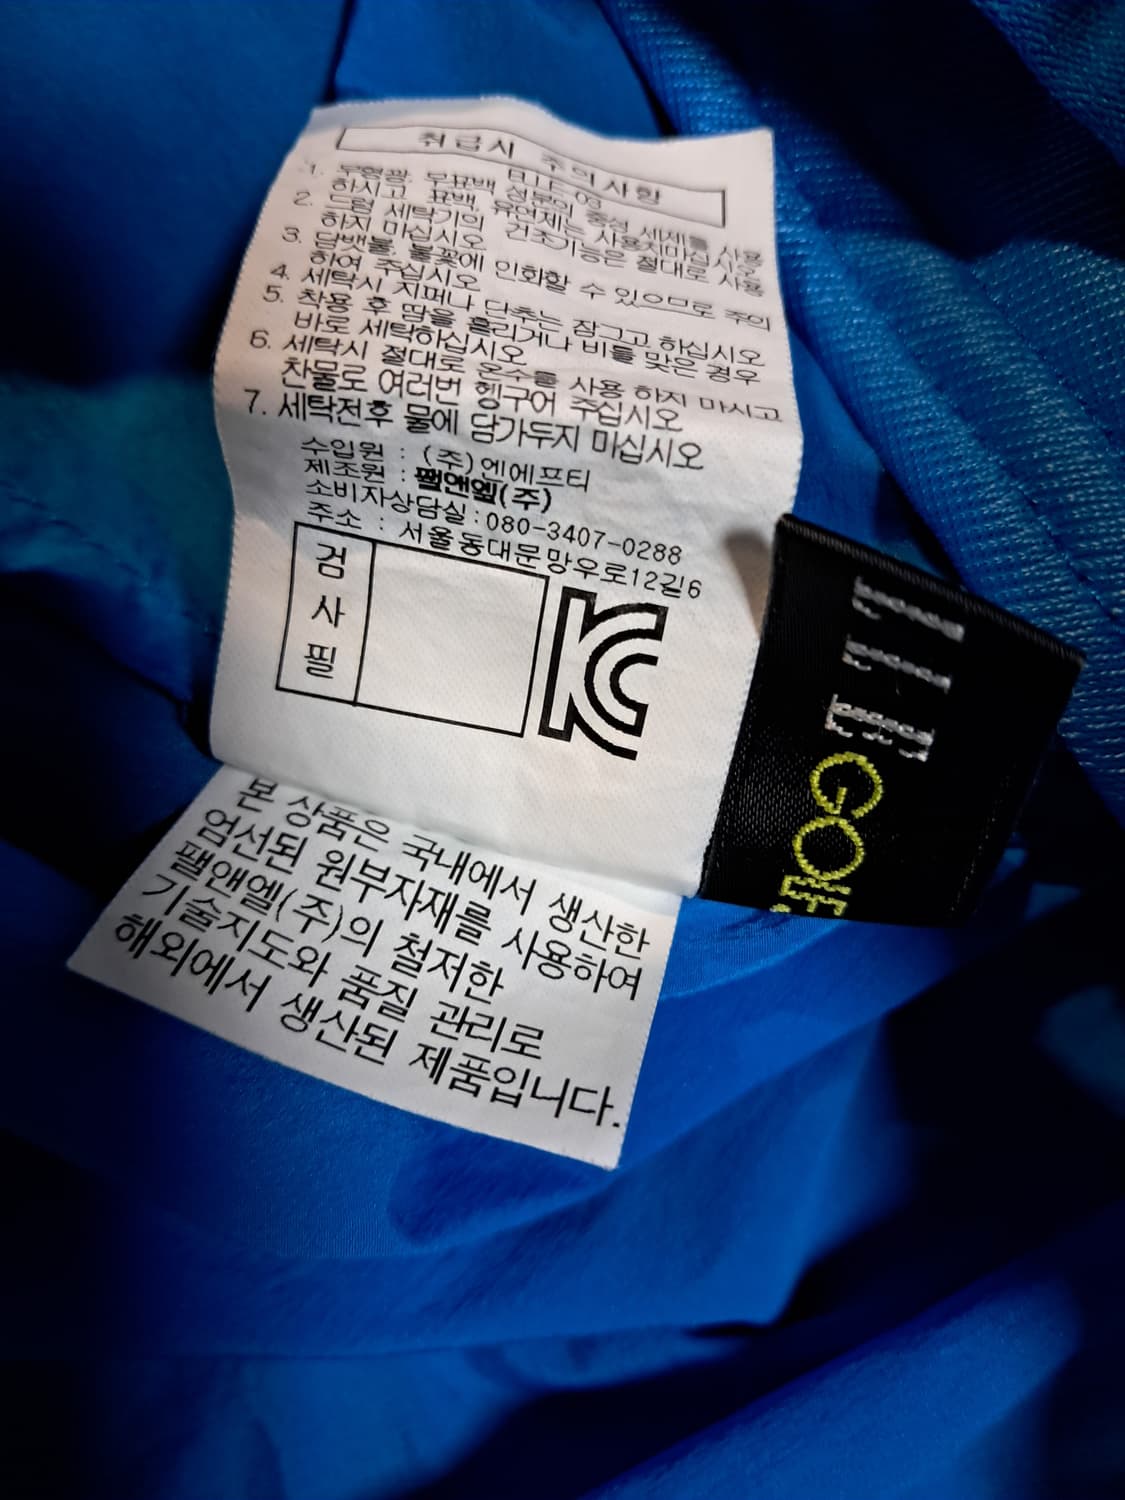 취급시 주의사항
1. 무형광, 무표백 성분의 중성 세제를 사용
하시고 표백, 유연제는 사용치마십시오
2. 드럼 세탁기의 건조기능은 절대로 사용
하지 마십시오
3. 담뱃불, 불꽃에 인화할 수 있으므로 주의
하여 주십시오
4. 세탁시 지퍼나 단추는 잠그고 하십시오
5. 착용 후 땀을 흘리거나 비를 맞은 경우
바로 세탁하십시오
6. 세탁시 절대로 온수를 사용 하지 마시고
찬물로 여러번 헹구어 주십시오
7. 세탁전후 물에 담가두지 마십시오
수입원 : (주)엔에프티
제조원 : 팰앤엘(주)
소비자상담실 : 080-3407-0288
주소 : 서울동대문망우로12길6
검
사
필
KC
GOLF
본 상품은 국내에서 생산한
엄선된 원부자재를 사용하여
팰앤엘(주)의 철저한
기술지도와 품질 관리로
해외에서 생산된 제품입니다.